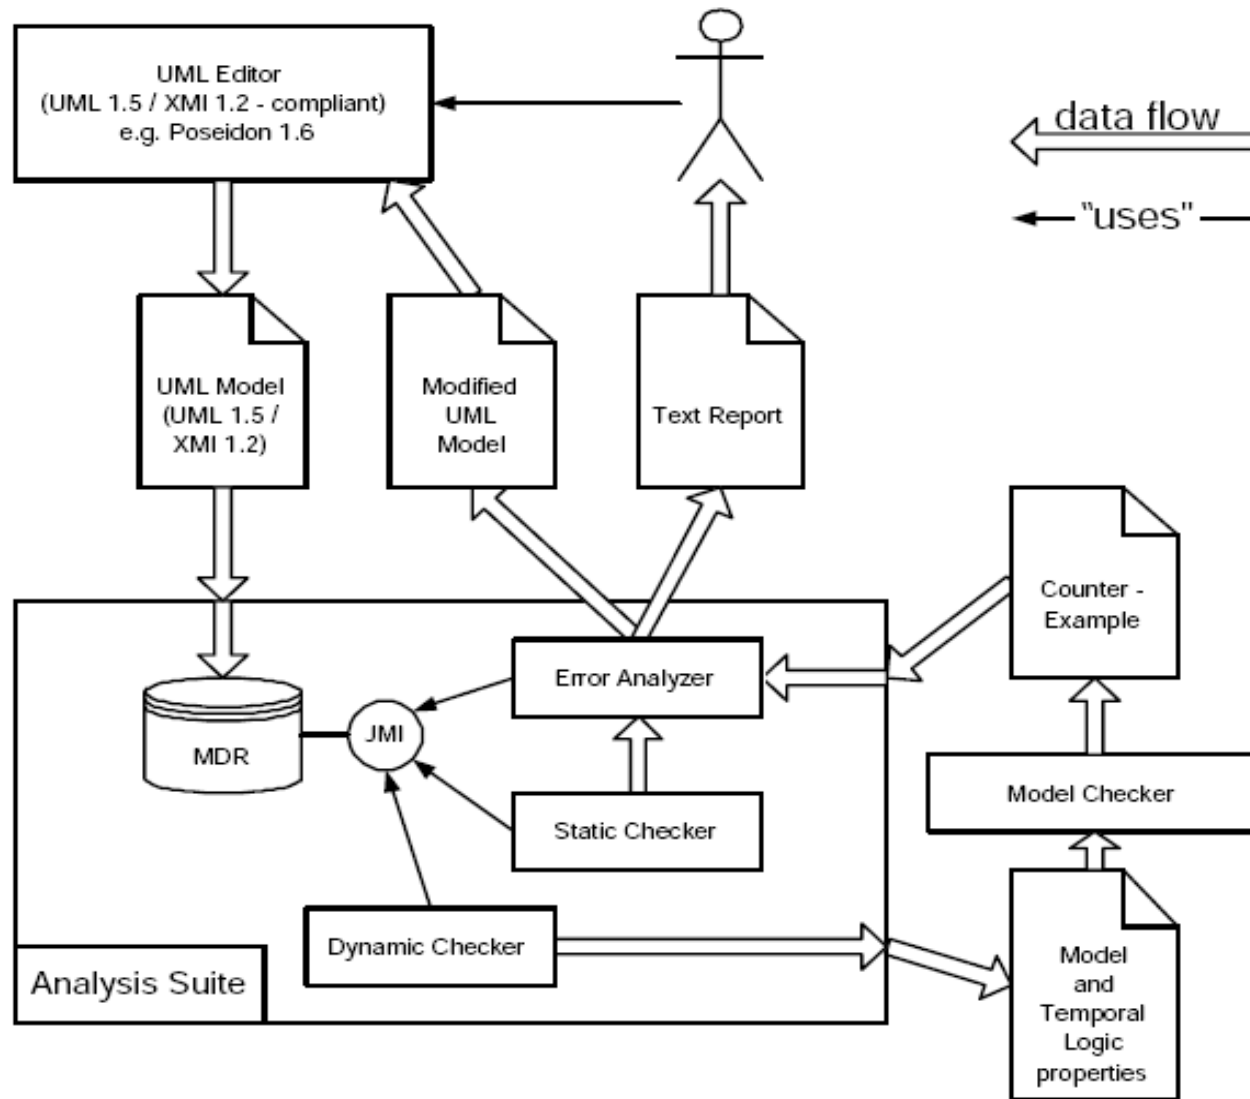 UML Editor
(UML 1.5 / XMI 1.2 - compliant)
e.g. Poseidon 1.6
data flow
"uses"
UML Model
(UML 1.5 /
XMI 1.2)
Modified
UML
Model
Text Report
Counter -
Example
Error Analyzer
JMI
MDR
Static Checker
Model Checker
Dynamic Checker
Analysis Suite
Model
and
Temporal
Logic
properties